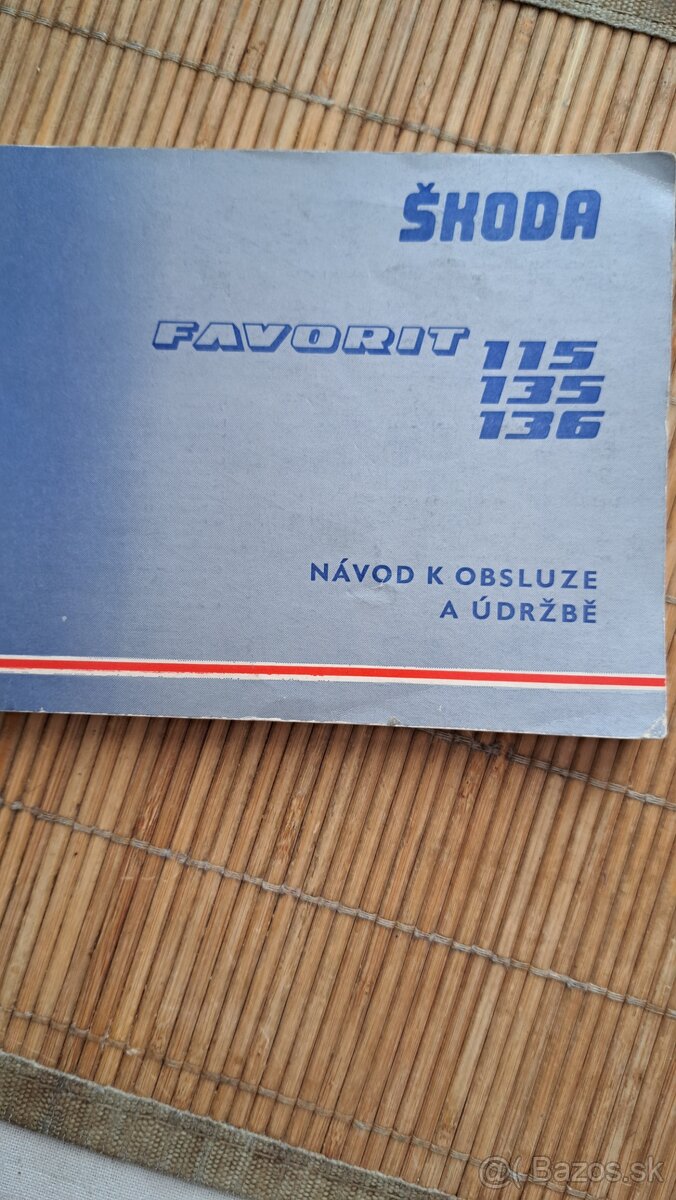 ŠKODA
FAVORIT 115
135
136
NÁVOD K OBSLUZE
A ÚDRŽBĚ
Bazos.sk